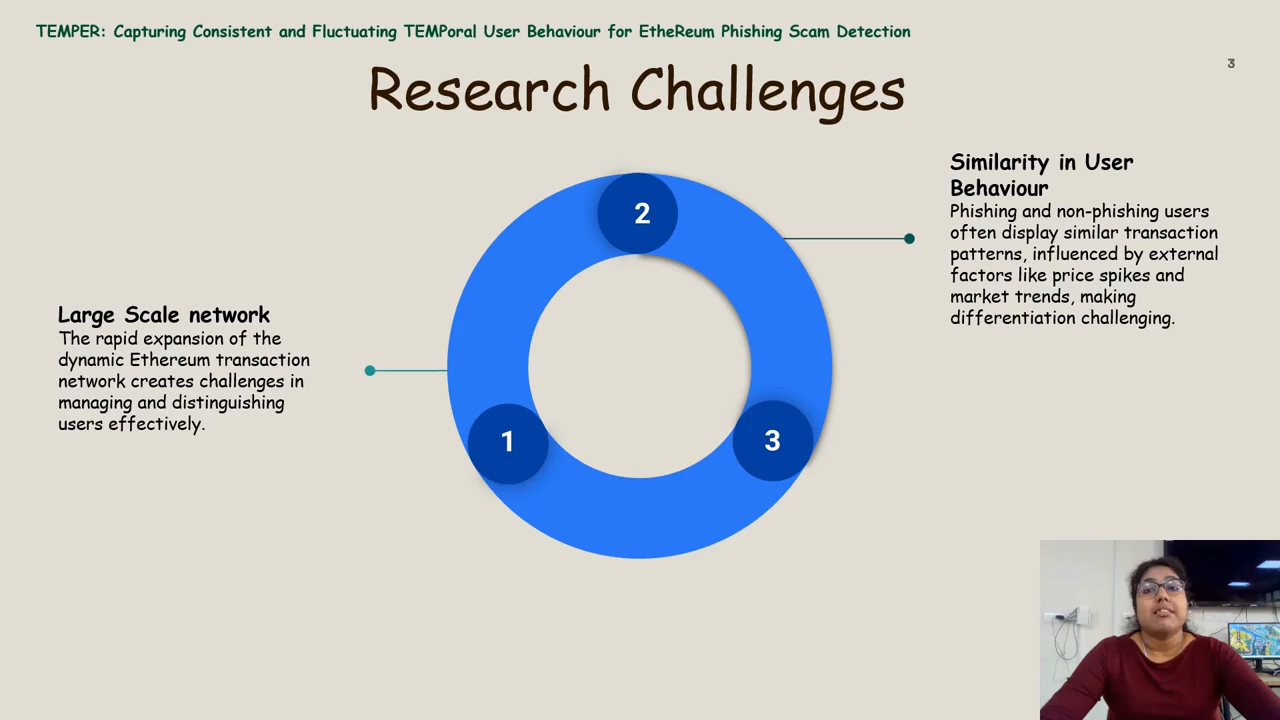 TEMPER: Capturing Consistent and Fluctuating TEMPoral User Behaviour for EtheReum Phishing Scam Detection
3
Research Challenges
Similarity in User
Behaviour
Phishing and non-phishing users
often display similar transaction
patterns, influenced by external
factors like price spikes and
market trends, making
differentiation challenging.
2
Large Scale network
The rapid expansion of the
dynamic Ethereum transaction
network creates challenges in
managing and distinguishing
users effectively.
1
3